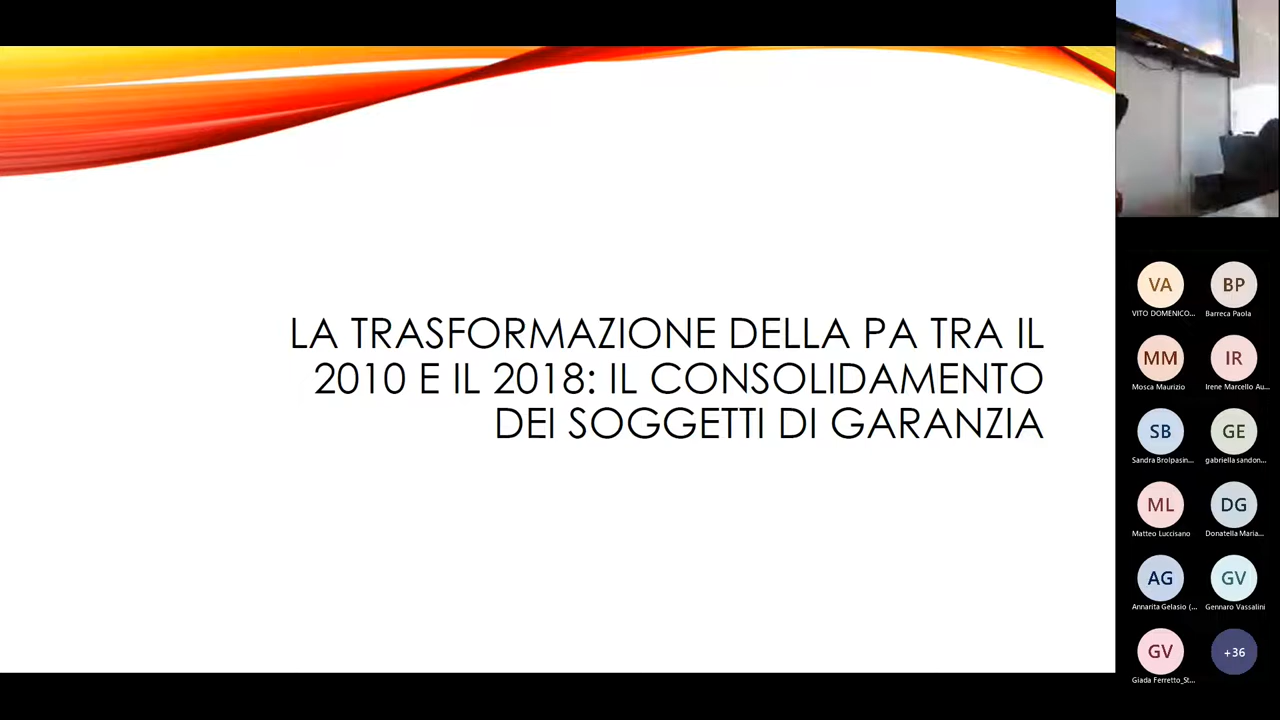 LA TRASFORMAZIONE DELLA PA TRA IL
2010 E IL 2018: IL CONSOLIDAMENTO
DEI SOGGETTI DI GARANZIA
VA
BP
VITO DOMENICO...
Barreca Paola
MM
IR
Mosca Maurizio
Irene Marcello Au...
SB
GE
Sandra Brolpasin...
gabriella sandon...
ML
DG
Matteo Luccisano
Donatella Maria...
AG
GV
Annarita Gelasio (...
Gennaro Vassalini
GV
+36
Giada Ferretto_St...